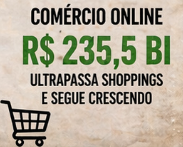 COMÉRCIO ONLINE
R$ 235,5 BI
ULTRAPASSA SHOPPINGS
E SEGUE CRESCENDO